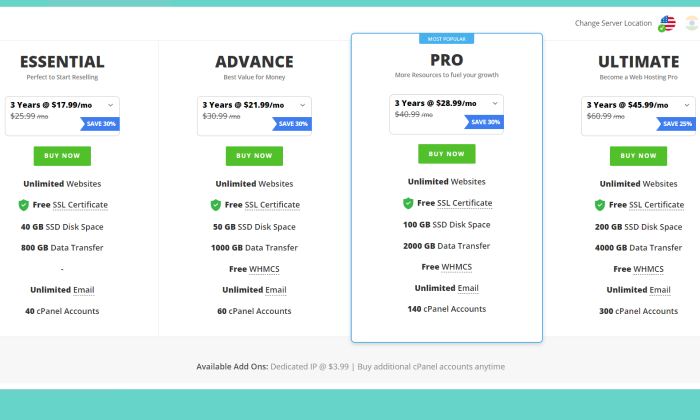 Change Server Location
MOST POPULAR
ESSENTIAL
Perfect to Start Reselling
3 Years @ $17.99/mo
$25.99 /mo
SAVE 30%
BUY NOW
Unlimited Websites
Free SSL Certificate
40 GB SSD Disk Space
800 GB Data Transfer
-
Unlimited Email
40 cPanel Accounts
ADVANCE
Best Value for Money
3 Years @ $21.99/mo
$30.99 /mo
SAVE 30%
BUY NOW
Unlimited Websites
Free SSL Certificate
50 GB SSD Disk Space
1000 GB Data Transfer
Free WHMCS
Unlimited Email
60 cPanel Accounts
PRO
More Resources to fuel your growth
3 Years @ $28.99/mo
$40.99 /mo
SAVE 30%
BUY NOW
Unlimited Websites
Free SSL Certificate
100 GB SSD Disk Space
2000 GB Data Transfer
Free WHMCS
Unlimited Email
140 cPanel Accounts
ULTIMATE
Become a Web Hosting Pro
3 Years @ $45.99/mo
$60.99 /mo
SAVE 25%
BUY NOW
Unlimited Websites
Free SSL Certificate
200 GB SSD Disk Space
4000 GB Data Transfer
Free WHMCS
Unlimited Email
300 cPanel Accounts
Available Add Ons: Dedicated IP @ $3.99 | Buy additional cPanel accounts anytime